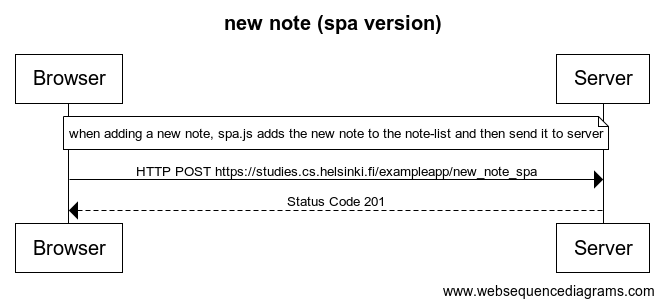 new note (spa version)
Browser
Server
when adding a new note, spa.js adds the new note to the note-list and then send it to server
HTTP POST https://studies.cs.helsinki.fi/exampleapp/new_note_spa
Status Code 201
Browser
Server
www.websequencediagrams.com